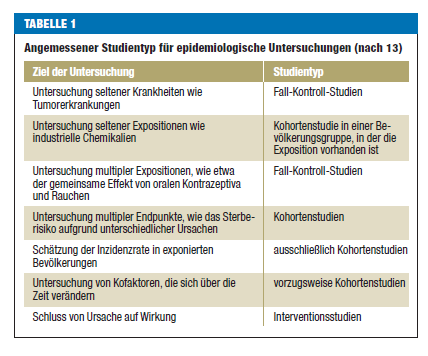 TABELLE 1
Angemessener Studientyp für epidemiologische Untersuchungen (nach 13)
Ziel der Untersuchung Studientyp
Untersuchung seltener Krankheiten wie Fall-Kontroll-Studien
Tumorerkrankungen
Untersuchung seltener Expositionen wie Kohortenstudie in einer Be-
industrielle Chemikalien völkerungsgruppe, in der die
Exposition vorhanden ist
Untersuchung multipler Expositionen, wie etwa Fall-Kontroll-Studien
der gemeinsame Effekt von oralen Kontrazeptiva
und Rauchen
Untersuchung multipler Endpunkte, wie das Sterbe- Kohortenstudien
risiko aufgrund unterschiedlicher Ursachen
Schätzung der Inzidenzrate in exponierten ausschließlich Kohortenstudien
Bevölkerungen
Untersuchung von Kofaktoren, die sich über die vorzugsweise Kohortenstudien
Zeit verändern
Schluss von Ursache auf Wirkung Interventionsstudien